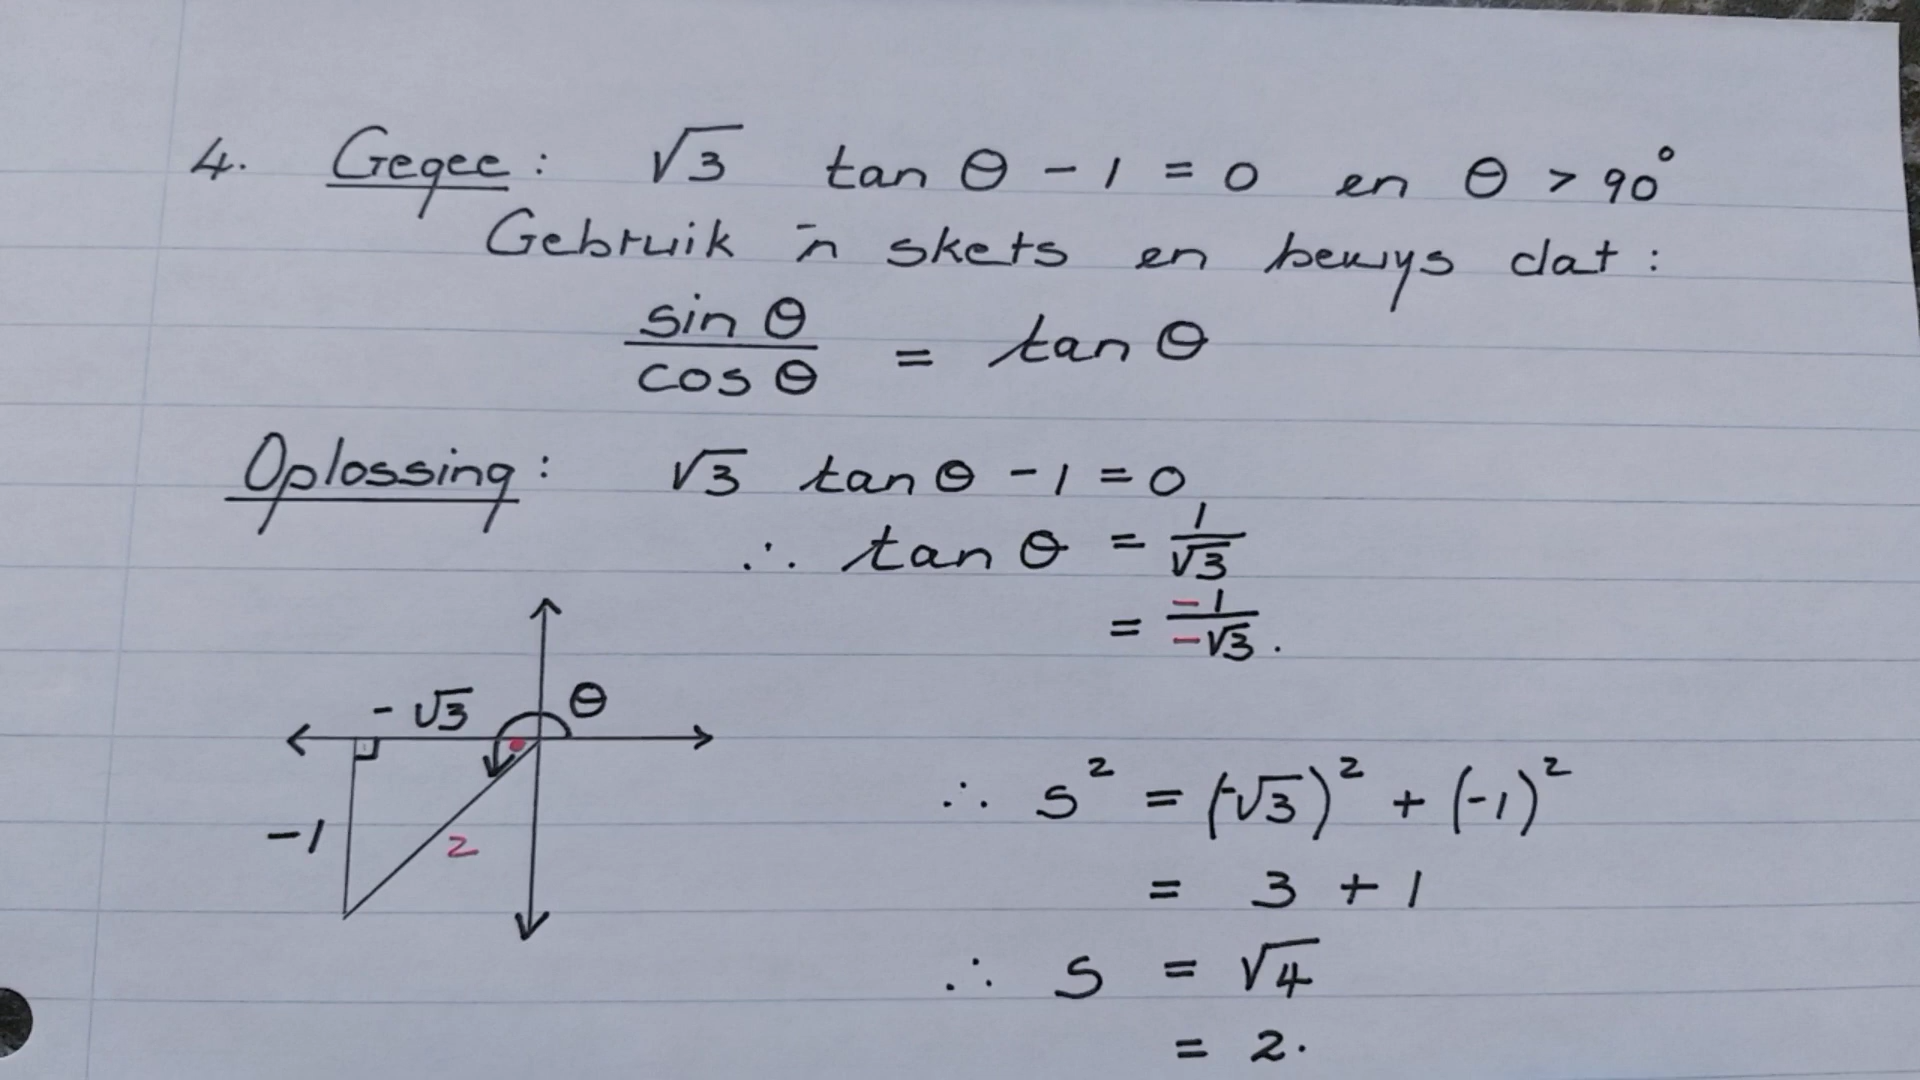 4. Gegee: √3 tan θ - 1 = 0 en θ > 90°
Gebruik 'n skets en bewys dat:
sin θ / cos θ = tan θ
Oplossing: √3 tan θ - 1 = 0
∴ tan θ = 1/√3
= -1/-√3.
-√3 θ
-1 2
∴ s² = (-√3)² + (-1)²
= 3 + 1
∴ s = √4
= 2.